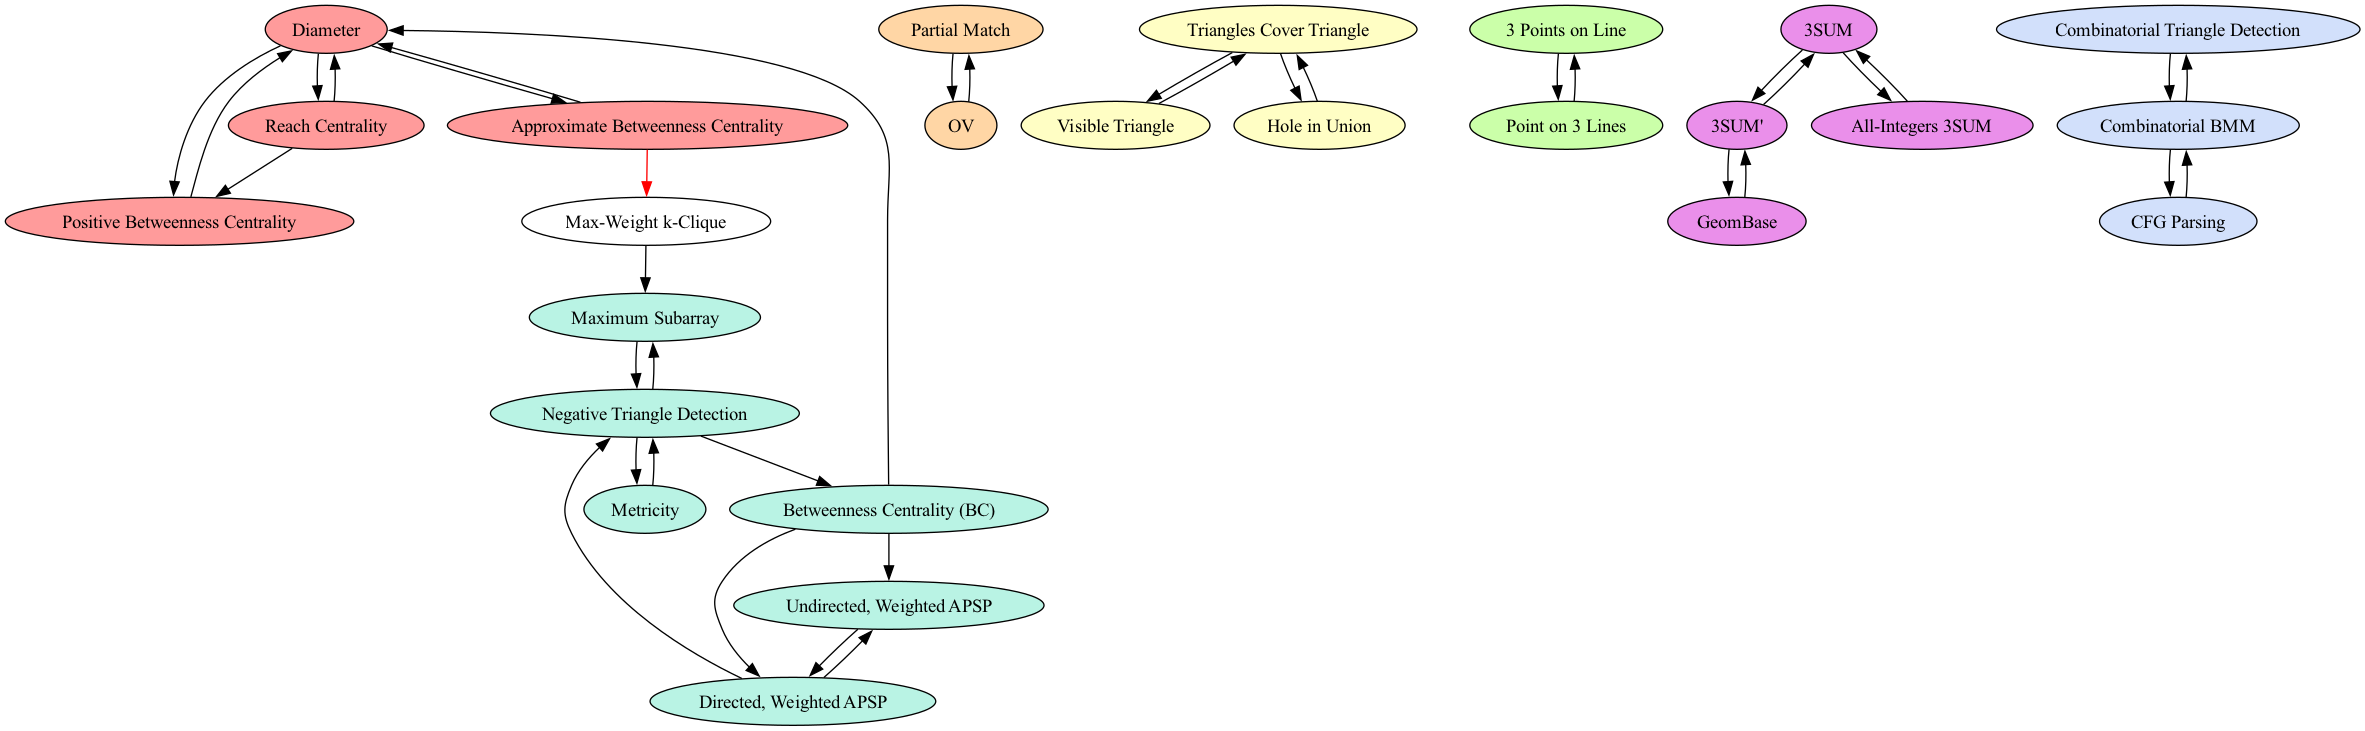 Diameter
Partial Match
Triangles Cover Triangle
3 Points on Line
3SUM
Combinatorial Triangle Detection
Reach Centrality
Approximate Betweenness Centrality
OV
Visible Triangle
Hole in Union
Point on 3 Lines
3SUM'
All-Integers 3SUM
Combinatorial BMM
Positive Betweenness Centrality
Max-Weight k-Clique
GeomBase
CFG Parsing
Maximum Subarray
Negative Triangle Detection
Metricity
Betweenness Centrality (BC)
Undirected, Weighted APSP
Directed, Weighted APSP